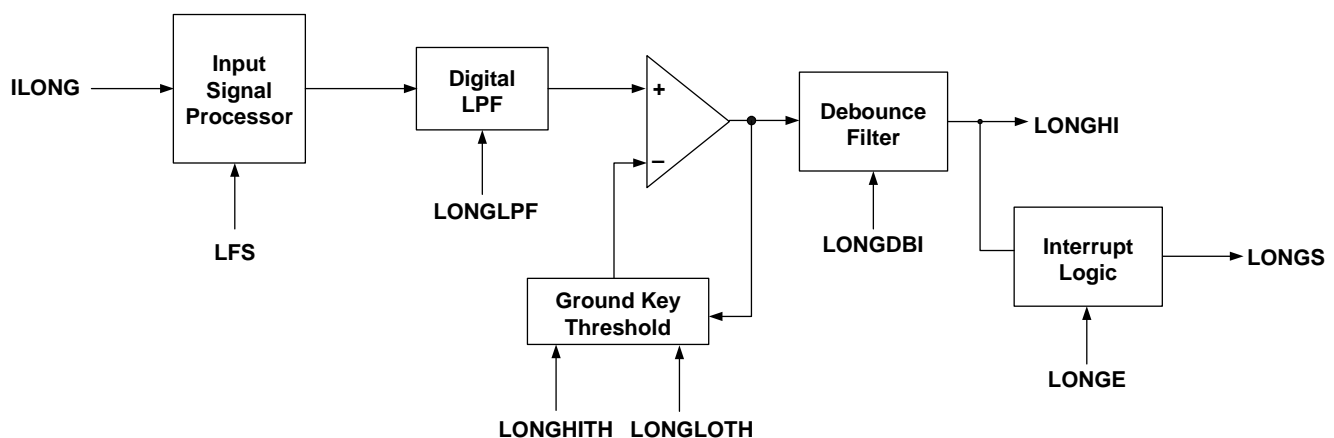 ILONG
Input
Signal
Processor
LFS
Digital
LPF
LONGLPF
+
–
Ground Key
Threshold
LONGHITH
LONGLOTH
Debounce
Filter
LONGDBI
LONGHI
Interrupt
Logic
LONGE
LONGS